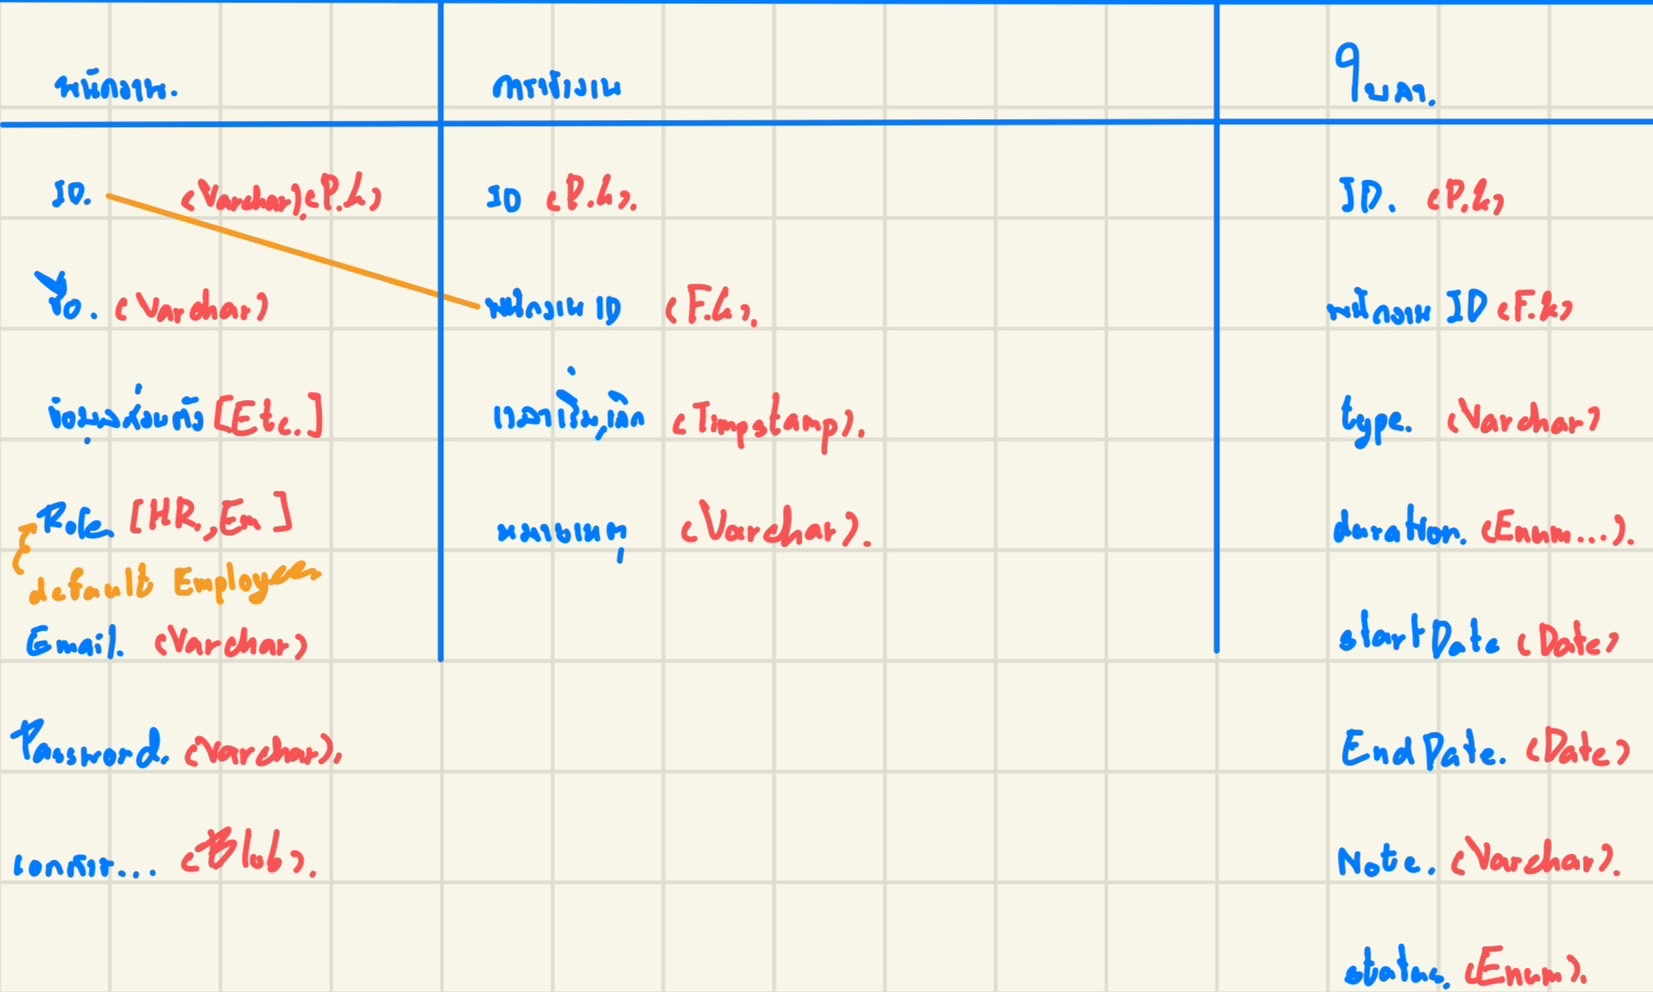 พนักงาน.
ID. <Varchar>.<P.k>
ชื่อ. <Varchar>
ข้อมูลส่วนตัว [Etc.]
Role [HR,Em]
default Employee
Email. <Varchar>
Password. <Varchar>.
เอกสาร... <Blob>.
การเข้างาน
ID <P.k>.
พนักงาน ID <F.k>.
เวลาเริ่ม,เลิก <Timpstamp>.
หมายเหตุ <Varchar>.
ใบลา.
ID. <P.k>
พนักงาน ID <F.k>
type. <Varchar>
duration. <Enum...>.
startDate <Date>
EndDate. <Date>
Note. <Varchar>.
status. <Enum>.